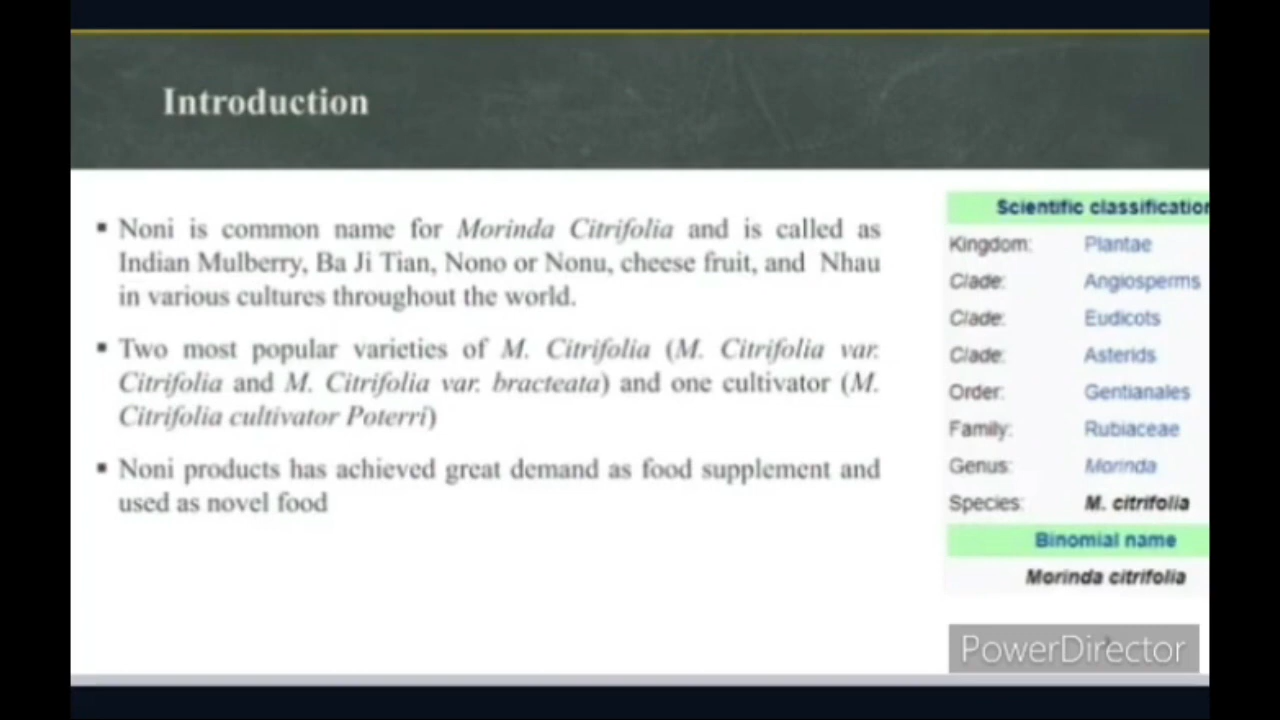 Introduction
▪ Noni is common name for Morinda Citrifolia and is called as
Indian Mulberry, Ba Ji Tian, Nono or Nonu, cheese fruit, and Nhau
in various cultures throughout the world.
▪ Two most popular varieties of M. Citrifolia (M. Citrifolia var.
Citrifolia and M. Citrifolia var. bracteata) and one cultivator (M.
Citrifolia cultivator Poterri)
▪ Noni products has achieved great demand as food supplement and
used as novel food
Scientific classification
Kingdom: Plantae
Clade: Angiosperms
Clade: Eudicots
Clade: Asterids
Order: Gentianales
Family: Rubiaceae
Genus: Morinda
Species: M. citrifolia
Binomial name
Morinda citrifolia
PowerDirector